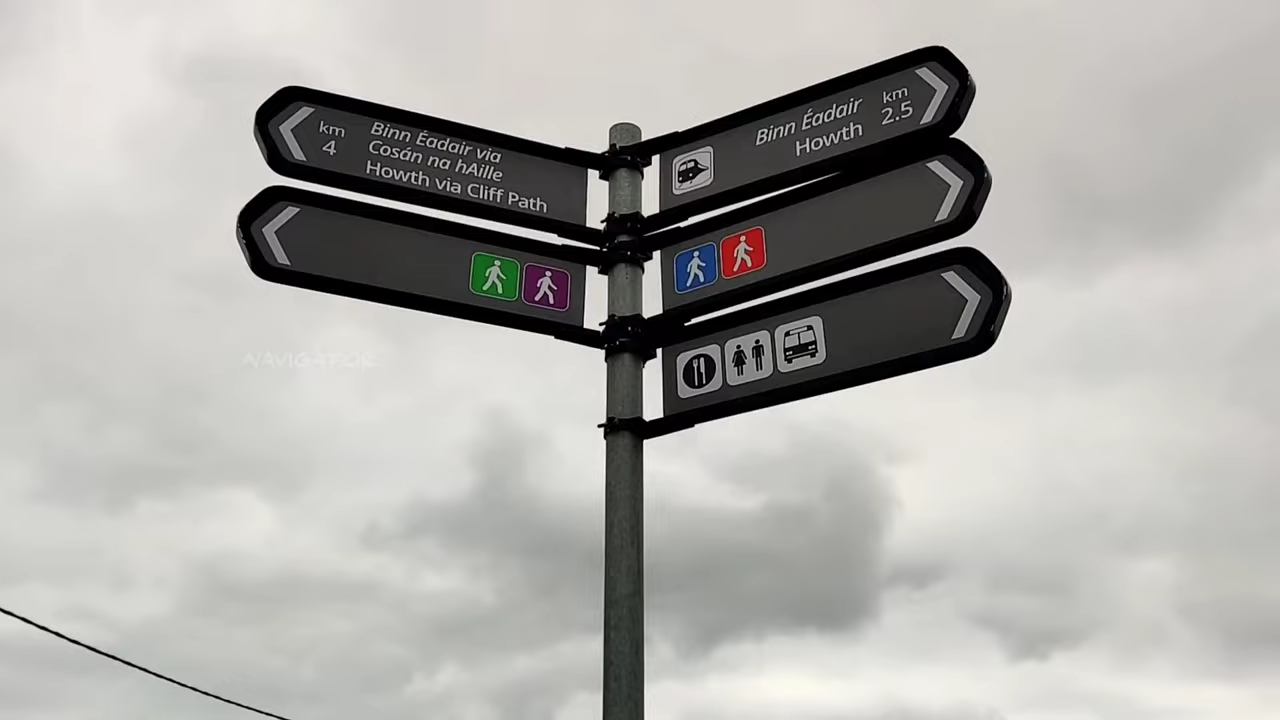 km
4
Binn Éadair via
Cosán na hAille
Howth via Cliff Path
Binn Éadair
Howth
km
2.5
NAVIGATOR